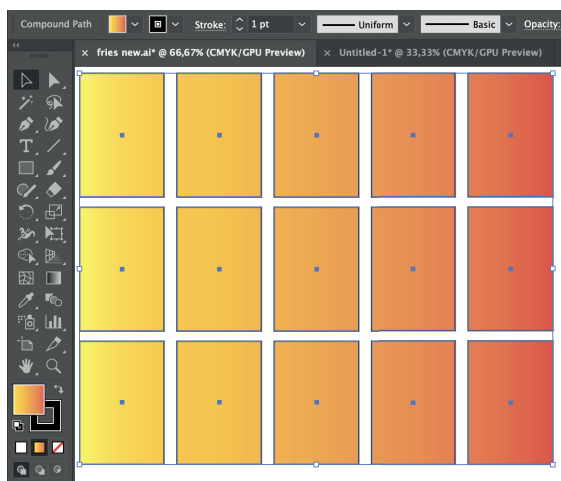 Compound Path Stroke: 1 pt Uniform Basic Opacity:
× fries new.ai* @ 66,67% (CMYK/GPU Preview) × Untitled-1* @ 33,33% (CMYK/GPU Preview)